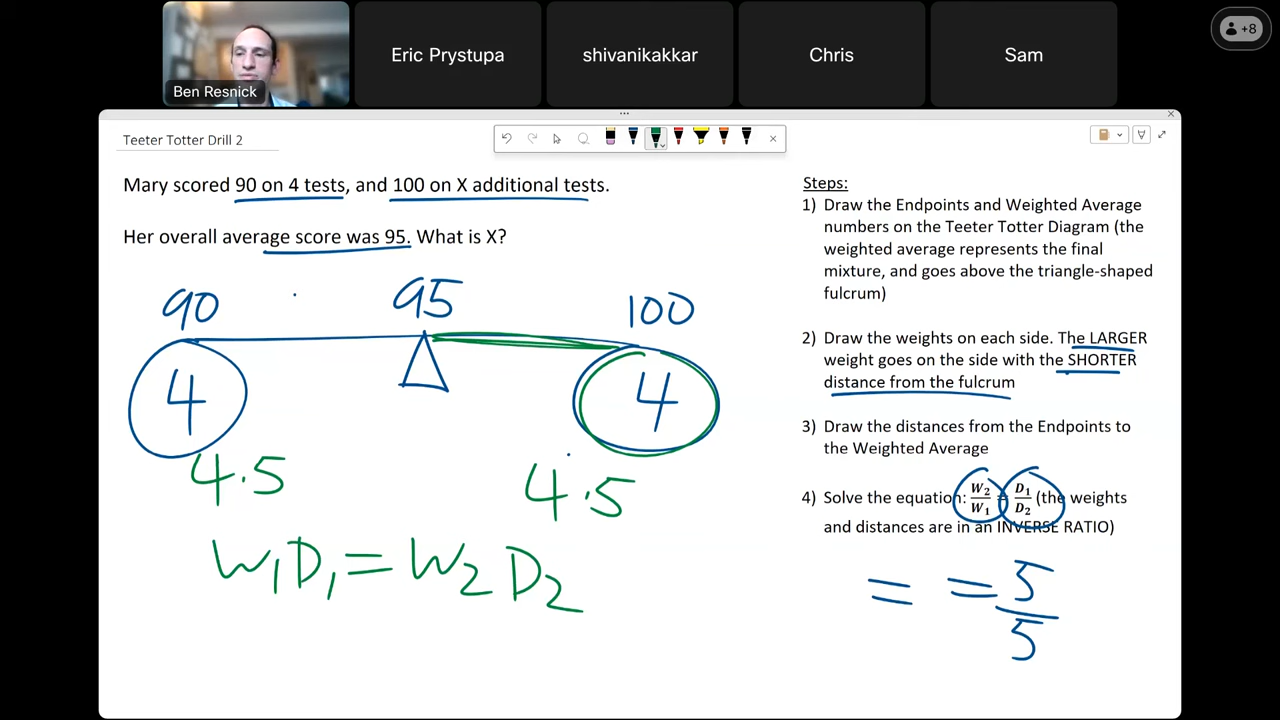 Eric Prystupa
shivanikakkar
Chris
Sam
+8
Ben Resnick
Teeter Totter Drill 2
Mary scored 90 on 4 tests, and 100 on X additional tests.
Her overall average score was 95. What is X?
90
95
100
4
4
4.5
4.5
W₁D₁=W₂D₂
Steps:
1) Draw the Endpoints and Weighted Average
numbers on the Teeter Totter Diagram (the
weighted average represents the final
mixture, and goes above the triangle-shaped
fulcrum)
2) Draw the weights on each side. The LARGER
weight goes on the side with the SHORTER
distance from the fulcrum
3) Draw the distances from the Endpoints to
the Weighted Average
4) Solve the equation: W₂/W₁ = D₁/D₂ (the weights
and distances are in an INVERSE RATIO)
= = 5/5